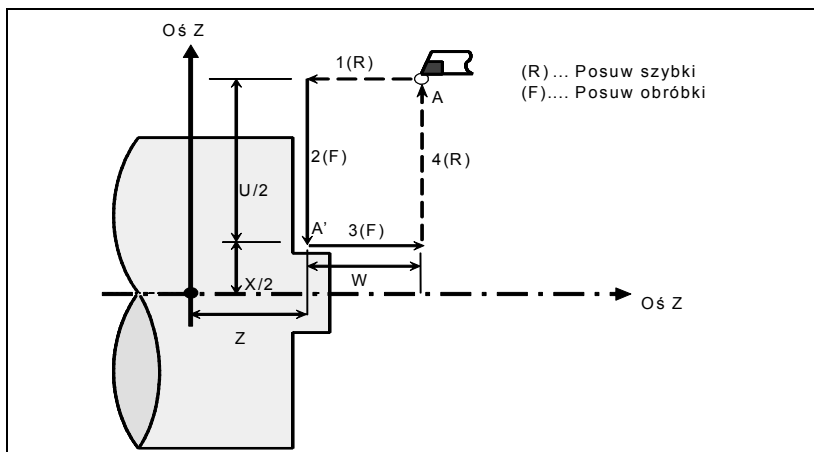 Oś Z
1(R)
(R) ... Posuw szybki
(F).... Posuw obróbki
A
2(F)
4(R)
U/2
A'
3(F)
X/2
W
Oś Z
Z